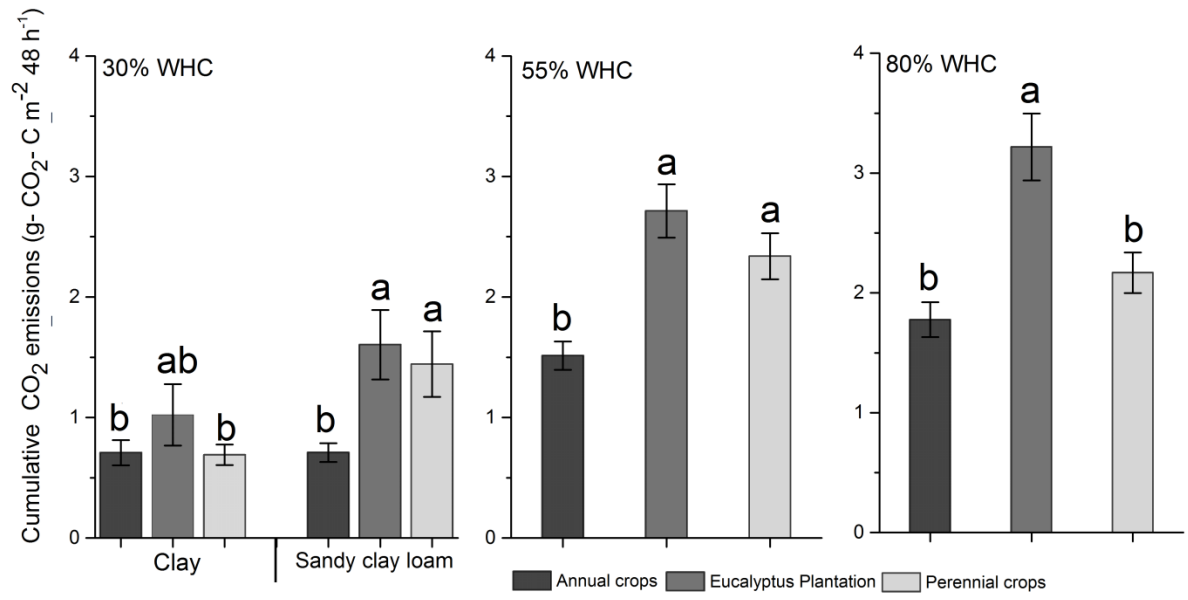 Cumulative CO₂ emissions (g- CO₂- C m⁻² 48 h⁻¹)
30% WHC
4
3
2
1
0
b
ab
b
b
a
a
Clay
Sandy clay loam
55% WHC
4
3
2
1
0
b
a
a
80% WHC
4
3
2
1
0
b
a
b
Annual crops Eucalyptus Plantation Perennial crops